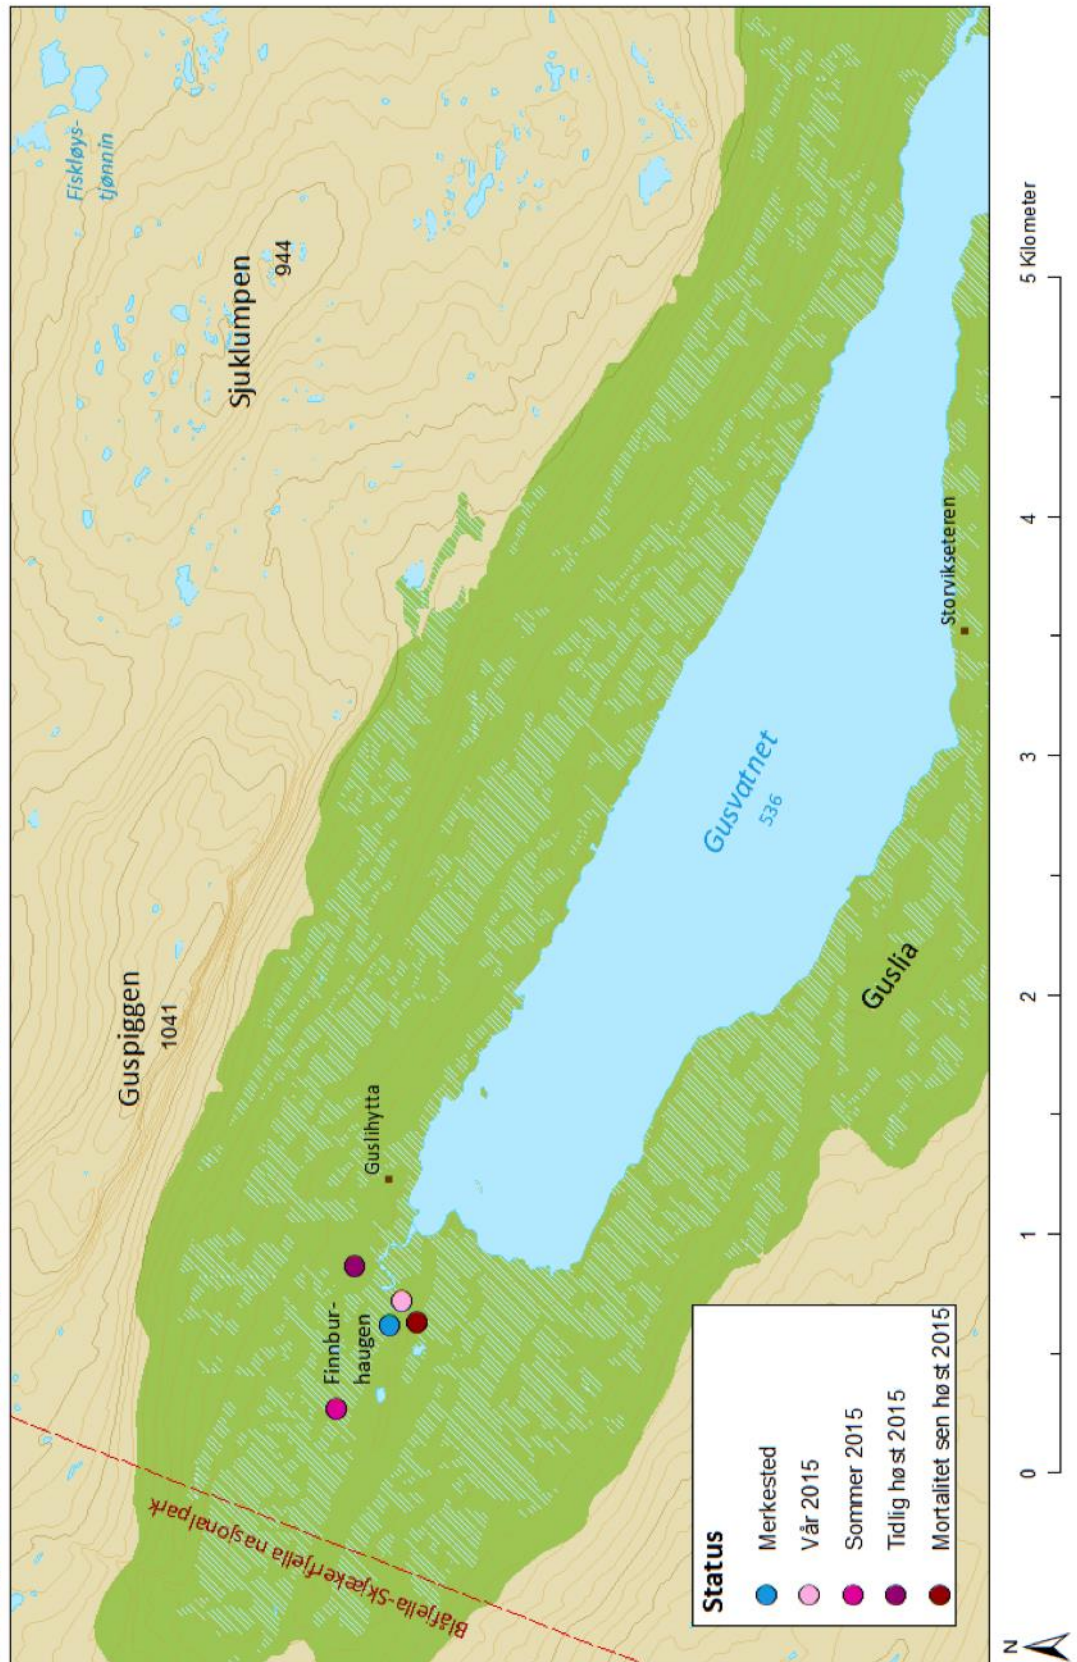 Fiskløys-
tjønnin
Sjuklumpen
944
Guspiggen
1041
Guslihytta
Finnbur-
haugen
Gusvatnet
536
Storvikseteren
Guslia
Blåfjella-Skjækerfjella nasjonalpark
Status
Merkested
Vår 2015
Sommer 2015
Tidlig høst 2015
Mortalitet sen høst 2015
N
0 1 2 3 4 5 Kilometer